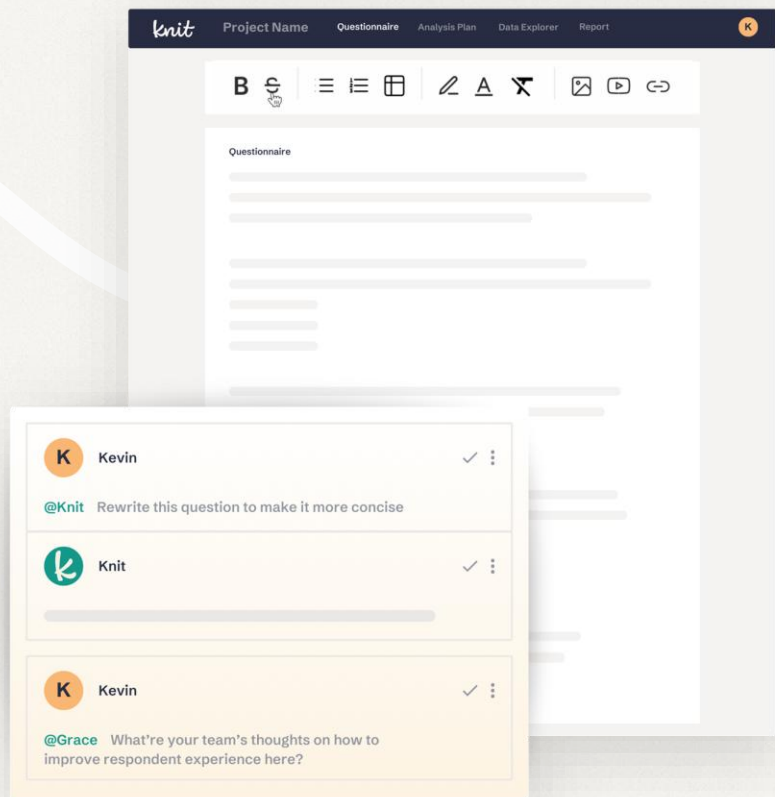 knit Project Name Questionnaire Analysis Plan Data Explorer Report K
B S A
Questionnaire
K Kevin
@Knit Rewrite this question to make it more concise
k Knit
K Kevin
@Grace What're your team's thoughts on how to
improve respondent experience here?